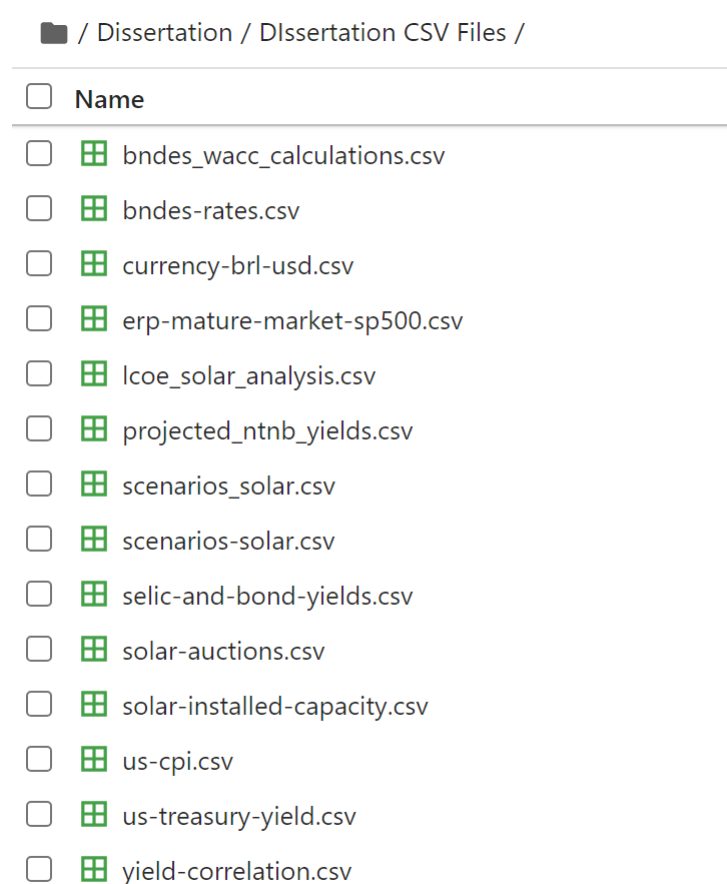 / Dissertation / DIssertation CSV Files /
Name
bndes_wacc_calculations.csv
bndes-rates.csv
currency-brl-usd.csv
erp-mature-market-sp500.csv
lcoe_solar_analysis.csv
projected_ntnb_yields.csv
scenarios_solar.csv
scenarios-solar.csv
selic-and-bond-yields.csv
solar-auctions.csv
solar-installed-capacity.csv
us-cpi.csv
us-treasury-yield.csv
yield-correlation.csv